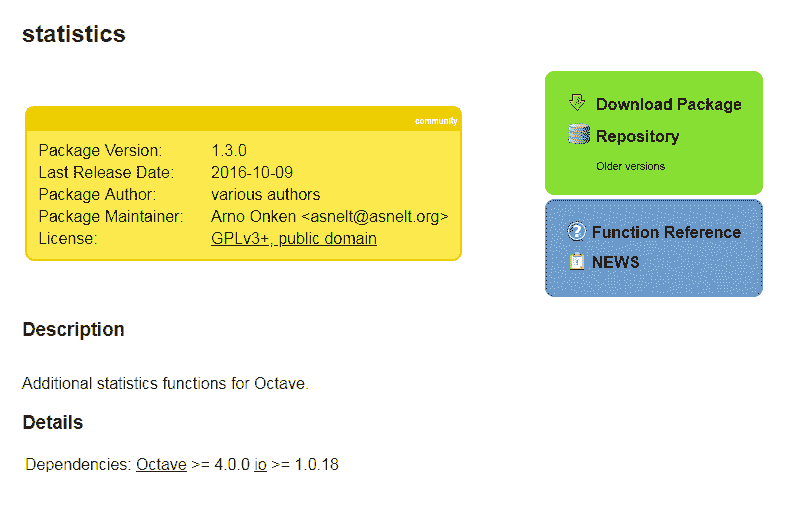 statistics
community
Package Version: 1.3.0
Last Release Date: 2016-10-09
Package Author: various authors
Package Maintainer: Arno Onken <asnelt@asnelt.org>
License: GPLv3+, public domain
Download Package
Repository
Older versions
Function Reference
NEWS
Description
Additional statistics functions for Octave.
Details
Dependencies: Octave >= 4.0.0 io >= 1.0.18